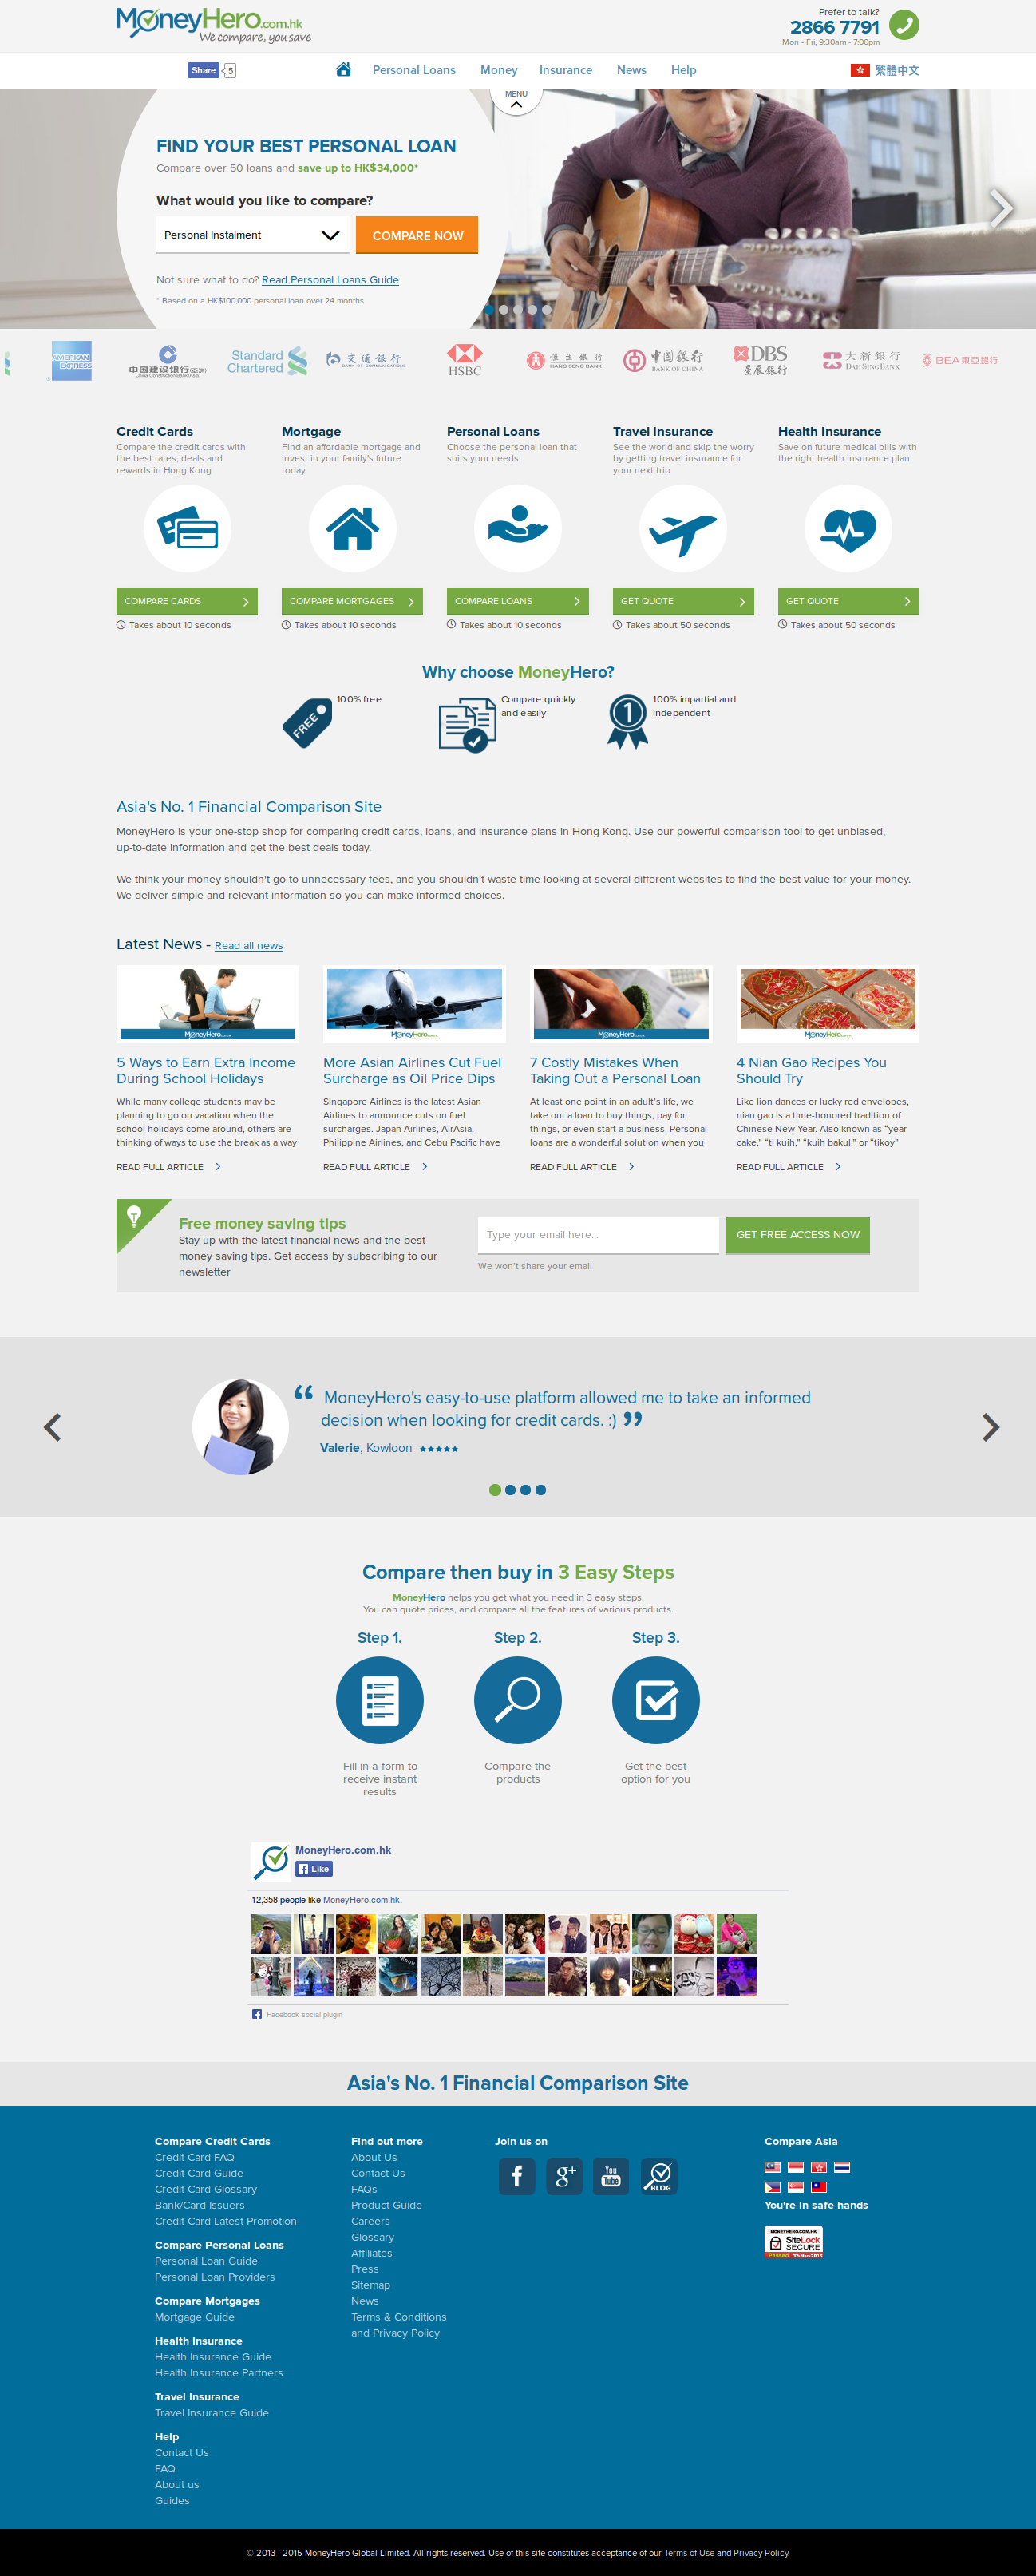 MoneyHero.com.hk
We compare, you save
Prefer to talk?
2866 7791
Mon - Fri, 9:30am - 7:00pm
Share 5
Personal Loans
Money
Insurance
News
Help
繁體中文
MENU
FIND YOUR BEST PERSONAL LOAN
Compare over 50 loans and save up to HK$34,000*
What would you like to compare?
Personal Instalment
COMPARE NOW
Not sure what to do? Read Personal Loans Guide
* Based on a HK$100,000 personal loan over 24 months
AMERICAN EXPRESS
中国建设银行(亚洲)
China Construction Bank (Asia)
Standard Chartered
交通銀行
BANK OF COMMUNICATIONS
HSBC
恒生銀行
HANG SENG BANK
中國銀行
BANK OF CHINA
DBS
星展銀行
大新銀行
DAH SING BANK
BEA東亞銀行
Credit Cards
Compare the credit cards with
the best rates, deals and
rewards in Hong Kong
COMPARE CARDS
Takes about 10 seconds
Mortgage
Find an affordable mortgage and
invest in your family's future
today
COMPARE MORTGAGES
Takes about 10 seconds
Personal Loans
Choose the personal loan that
suits your needs
COMPARE LOANS
Takes about 10 seconds
Travel Insurance
See the world and skip the worry
by getting travel insurance for
your next trip
GET QUOTE
Takes about 50 seconds
Health Insurance
Save on future medical bills with
the right health insurance plan
GET QUOTE
Takes about 50 seconds
Why choose MoneyHero?
FREE
100% free
Compare quickly
and easily
1
100% impartial and
independent
Asia's No. 1 Financial Comparison Site
MoneyHero is your one-stop shop for comparing credit cards, loans, and insurance plans in Hong Kong. Use our powerful comparison tool to get unbiased,
up-to-date information and get the best deals today.
We think your money shouldn't go to unnecessary fees, and you shouldn't waste time looking at several different websites to find the best value for your money.
We deliver simple and relevant information so you can make informed choices.
Latest News - Read all news
MoneyHero
5 Ways to Earn Extra Income
During School Holidays
While many college students may be
planning to go on vacation when the
school holidays come around, others are
thinking of ways to use the break as a way
READ FULL ARTICLE
MoneyHero
More Asian Airlines Cut Fuel
Surcharge as Oil Price Dips
Singapore Airlines is the latest Asian
Airlines to announce cuts on fuel
surcharges. Japan Airlines, AirAsia,
Philippine Airlines, and Cebu Pacific have
READ FULL ARTICLE
MoneyHero
7 Costly Mistakes When
Taking Out a Personal Loan
At least one point in an adult's life, we
take out a loan to buy things, pay for
things, or even start a business. Personal
loans are a wonderful solution when you
READ FULL ARTICLE
MoneyHero
4 Nian Gao Recipes You
Should Try
Like lion dances or lucky red envelopes,
nian gao is a time-honored tradition of
Chinese New Year. Also known as “year
cake,” “ti kuih,” “kuih bakul,” or “tikoy”
READ FULL ARTICLE
Free money saving tips
Stay up with the latest financial news and the best
money saving tips. Get access by subscribing to our
newsletter
Type your email here...
GET FREE ACCESS NOW
We won't share your email
“ MoneyHero's easy-to-use platform allowed me to take an informed
decision when looking for credit cards. :) ”
Valerie, Kowloon ★★★★★
Compare then buy in 3 Easy Steps
MoneyHero helps you get what you need in 3 easy steps.
You can quote prices, and compare all the features of various products.
Step 1.
Fill in a form to
receive instant
results
Step 2.
Compare the
products
Step 3.
Get the best
option for you
MoneyHero.com.hk
Like
12,358 people like MoneyHero.com.hk.
Facebook social plugin
Asia's No. 1 Financial Comparison Site
Compare Credit Cards
Credit Card FAQ
Credit Card Guide
Credit Card Glossary
Bank/Card Issuers
Credit Card Latest Promotion
Compare Personal Loans
Personal Loan Guide
Personal Loan Providers
Compare Mortgages
Mortgage Guide
Health Insurance
Health Insurance Guide
Health Insurance Partners
Travel Insurance
Travel Insurance Guide
Help
Contact Us
FAQ
About us
Guides
Find out more
About Us
Contact Us
FAQs
Product Guide
Careers
Glossary
Affiliates
Press
Sitemap
News
Terms & Conditions
and Privacy Policy
Join us on
f
g+
You Tube
BLOG
Compare Asia
You're In safe hands
MONEYHERO.COM.HK
SiteLock
SECURE
Passed 13-Mar-2015
© 2013 - 2015 MoneyHero Global Limited. All rights reserved. Use of this site constitutes acceptance of our Terms of Use and Privacy Policy.